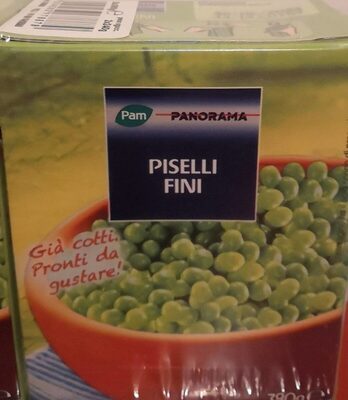 Pam PANORAMA
PISELLI
FINI
Già cotti.
Pronti da
gustare!